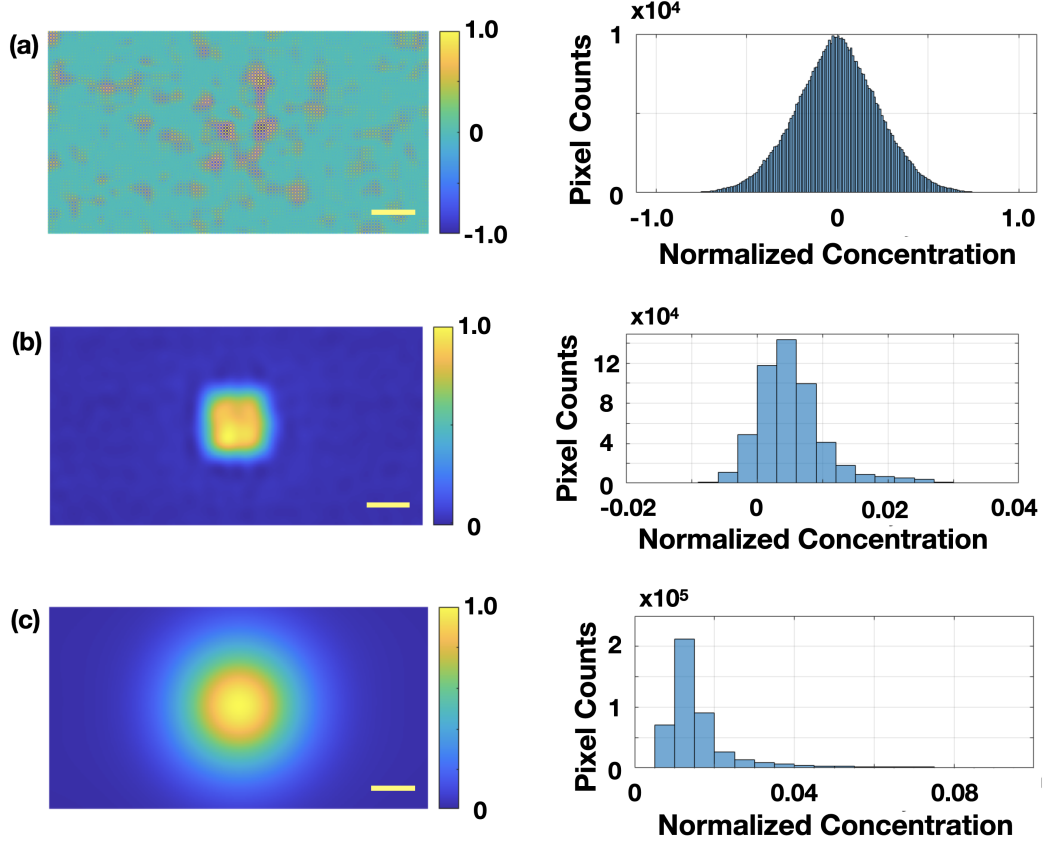 (a)
1.0
0
-1.0
x10⁴
1
0
Pixel Counts
-1.0 0 1.0
Normalized Concentration
(b)
1.0
0
x10⁴
12
8
4
0
Pixel Counts
-0.02 0 0.02 0.04
Normalized Concentration
(c)
1.0
0
x10⁵
2
1
0
Pixel Counts
0 0.04 0.08
Normalized Concentration